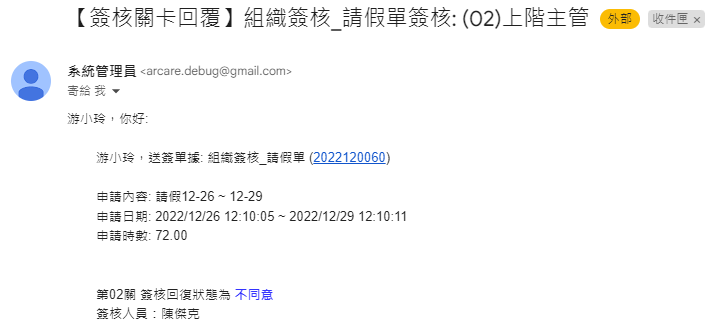 【簽核關卡回覆】組織簽核_請假單簽核: (02)上階主管 外部 收件匣 ×
系統管理員 <arcare.debug@gmail.com>
寄給 我
游小玲，你好:
游小玲，送簽單據: 組織簽核_請假單 (2022120060)
申請內容: 請假12-26 ~ 12-29
申請日期: 2022/12/26 12:10:05 ~ 2022/12/29 12:10:11
申請時數: 72.00
第02關 簽核回復狀態為 不同意
簽核人員：陳傑克